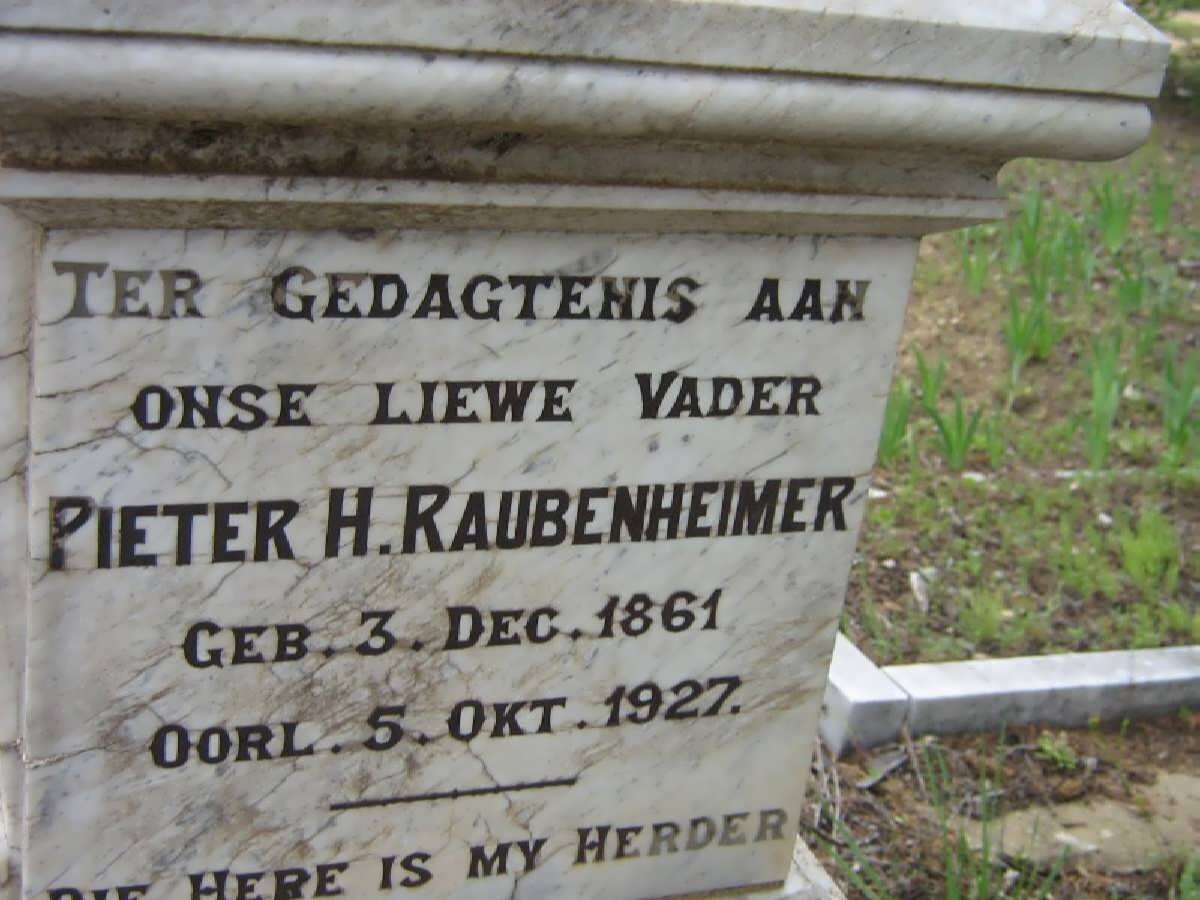 TER GEDAGTENIS AAN
ONSE LIEWE VADER
PIETER H. RAUBENHEIMER
GEB. 3. DEC. 1861
OORL. 5. OKT. 1927.
DIE HERE IS MY HERDER